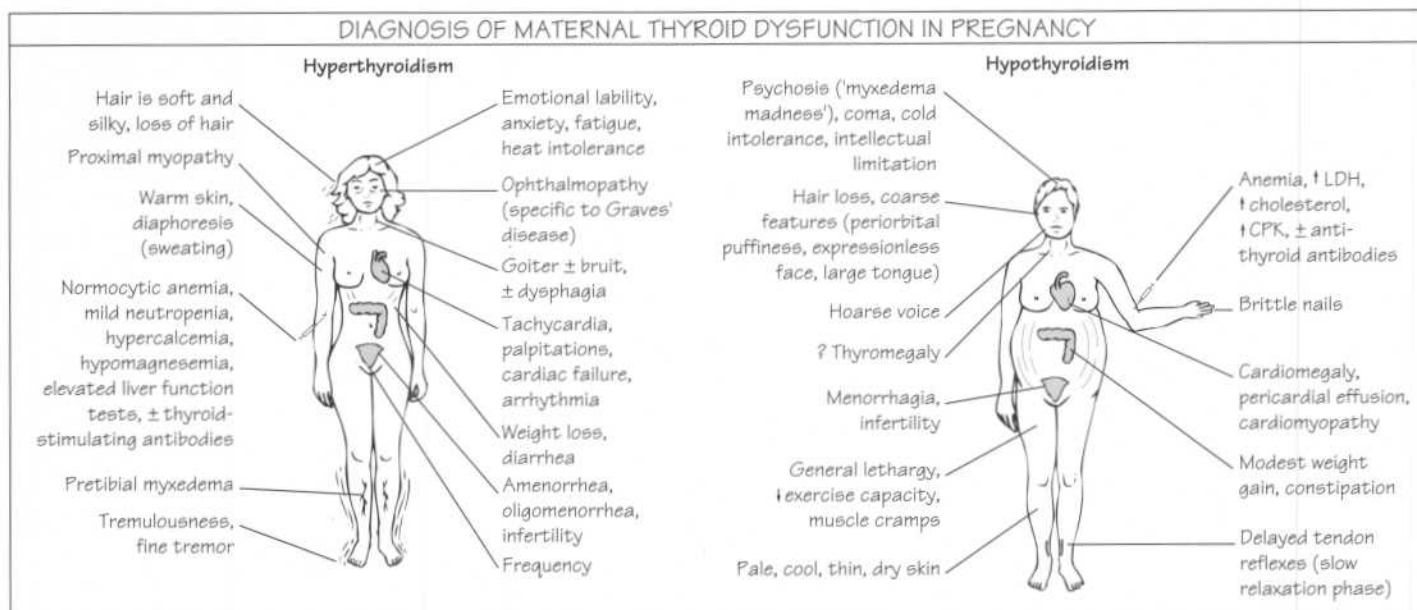 DIAGNOSIS OF MATERNAL THYROID DYSFUNCTION IN PREGNANCY
Hyperthyroidism
Hair is soft and
silky, loss of hair
Proximal myopathy
Warm skin,
diaphoresis
(sweating)
Normocytic anemia,
mild neutropenia,
hypercalcemia,
hypomagnesemia,
elevated liver function
tests, ± thyroid-
stimulating antibodies
Pretibial myxedema
Tremulousness,
fine tremor
Emotional lability,
anxiety, fatigue,
heat intolerance
Ophthalmopathy
(specific to Graves'
disease)
Goiter ± bruit,
± dysphagia
Tachycardia,
palpitations,
cardiac failure,
arrhythmia
Weight loss,
diarrhea
Amenorrhea,
oligomenorrhea,
infertility
Frequency
Hypothyroidism
Psychosis ('myxedema
madness'), coma, cold
intolerance, intellectual
limitation
Hair loss, coarse
features (periorbital
puffiness, expressionless
face, large tongue)
Hoarse voice
? Thyromegaly
Menorrhagia,
infertility
General lethargy,
↓exercise capacity,
muscle cramps
Pale, cool, thin, dry skin
Anemia, ↑ LDH,
↑ cholesterol,
↑ CPK, ± anti-
thyroid antibodies
Brittle nails
Cardiomegaly,
pericardial effusion,
cardiomyopathy
Modest weight
gain, constipation
Delayed tendon
reflexes (slow
relaxation phase)